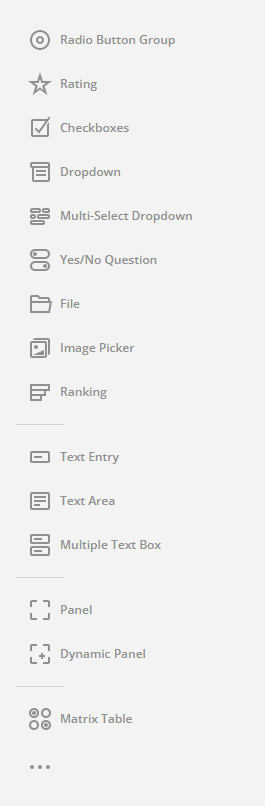 Radio Button Group
Rating
Checkboxes
Dropdown
Multi-Select Dropdown
Yes/No Question
File
Image Picker
Ranking
Text Entry
Text Area
Multiple Text Box
Panel
Dynamic Panel
Matrix Table